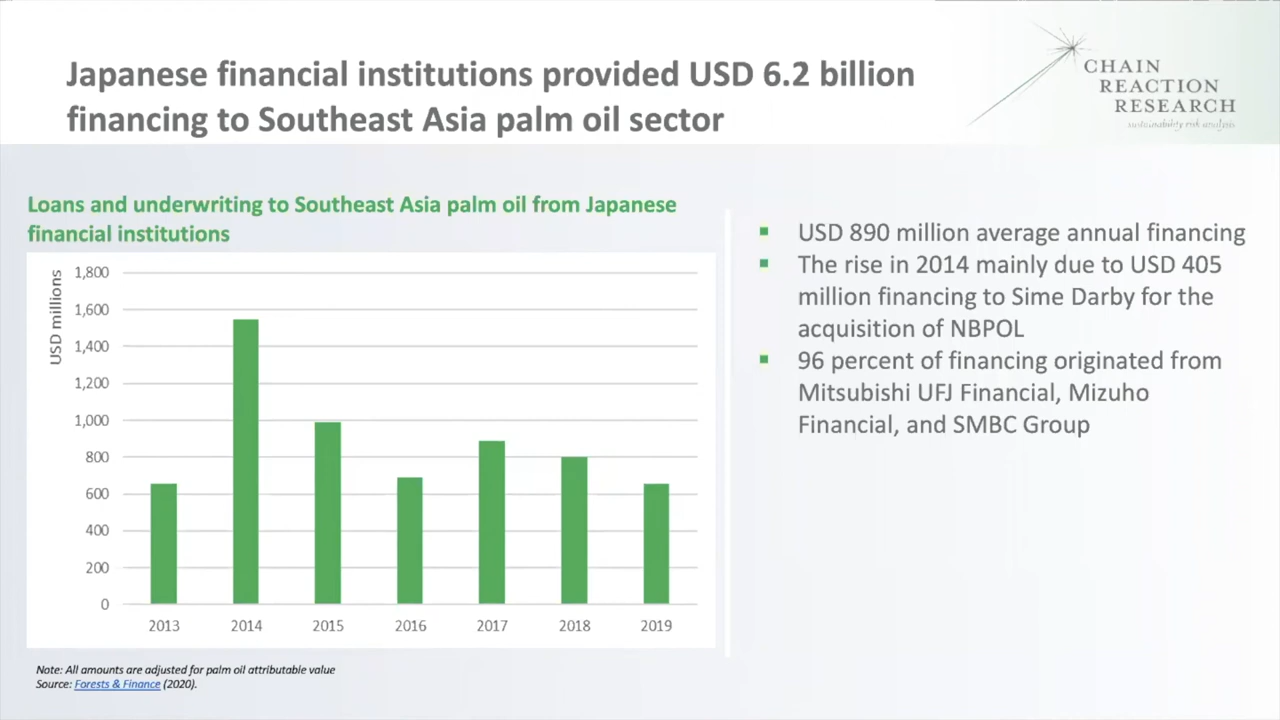 Japanese financial institutions provided USD 6.2 billion
financing to Southeast Asia palm oil sector
CHAIN
REACTION
RESEARCH
sustainability risk analysis
Loans and underwriting to Southeast Asia palm oil from Japanese
financial institutions
USD millions
1,800
1,600
1,400
1,200
1,000
800
600
400
200
0
2013 2014 2015 2016 2017 2018 2019
Note: All amounts are adjusted for palm oil attributable value
Source: Forests & Finance (2020).
USD 890 million average annual financing
The rise in 2014 mainly due to USD 405
million financing to Sime Darby for the
acquisition of NBPOL
96 percent of financing originated from
Mitsubishi UFJ Financial, Mizuho
Financial, and SMBC Group